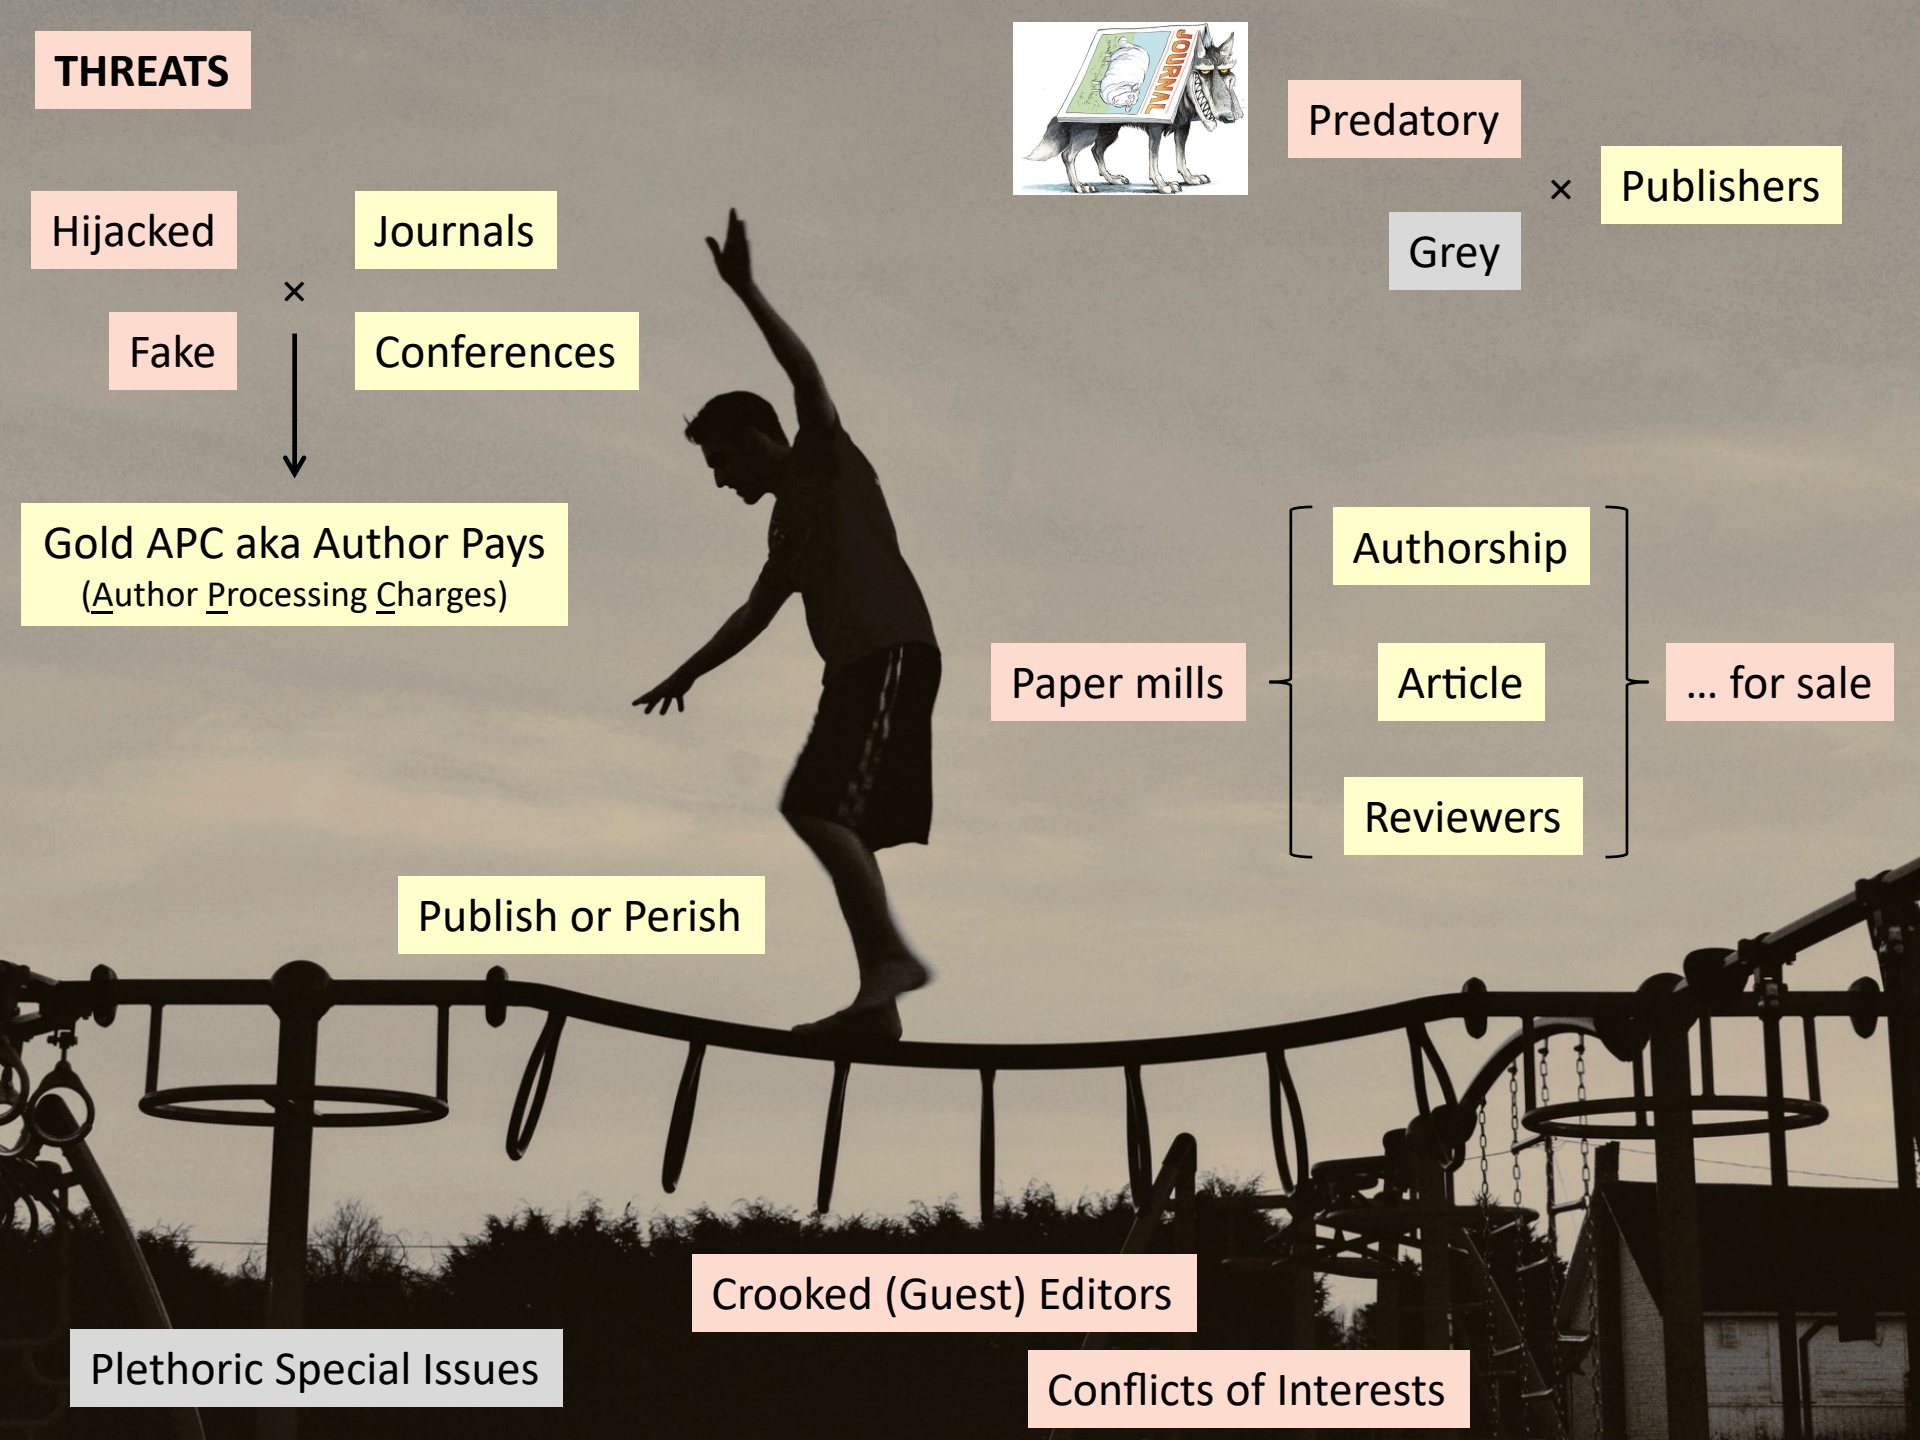 THREATS
JOURNAL
Predatory
×
Publishers
Grey
Hijacked
Journals
×
Fake
Conferences
Gold APC aka Author Pays
(Author Processing Charges)
Paper mills
Authorship
Article
Reviewers
... for sale
Publish or Perish
Crooked (Guest) Editors
Plethoric Special Issues
Conflicts of Interests